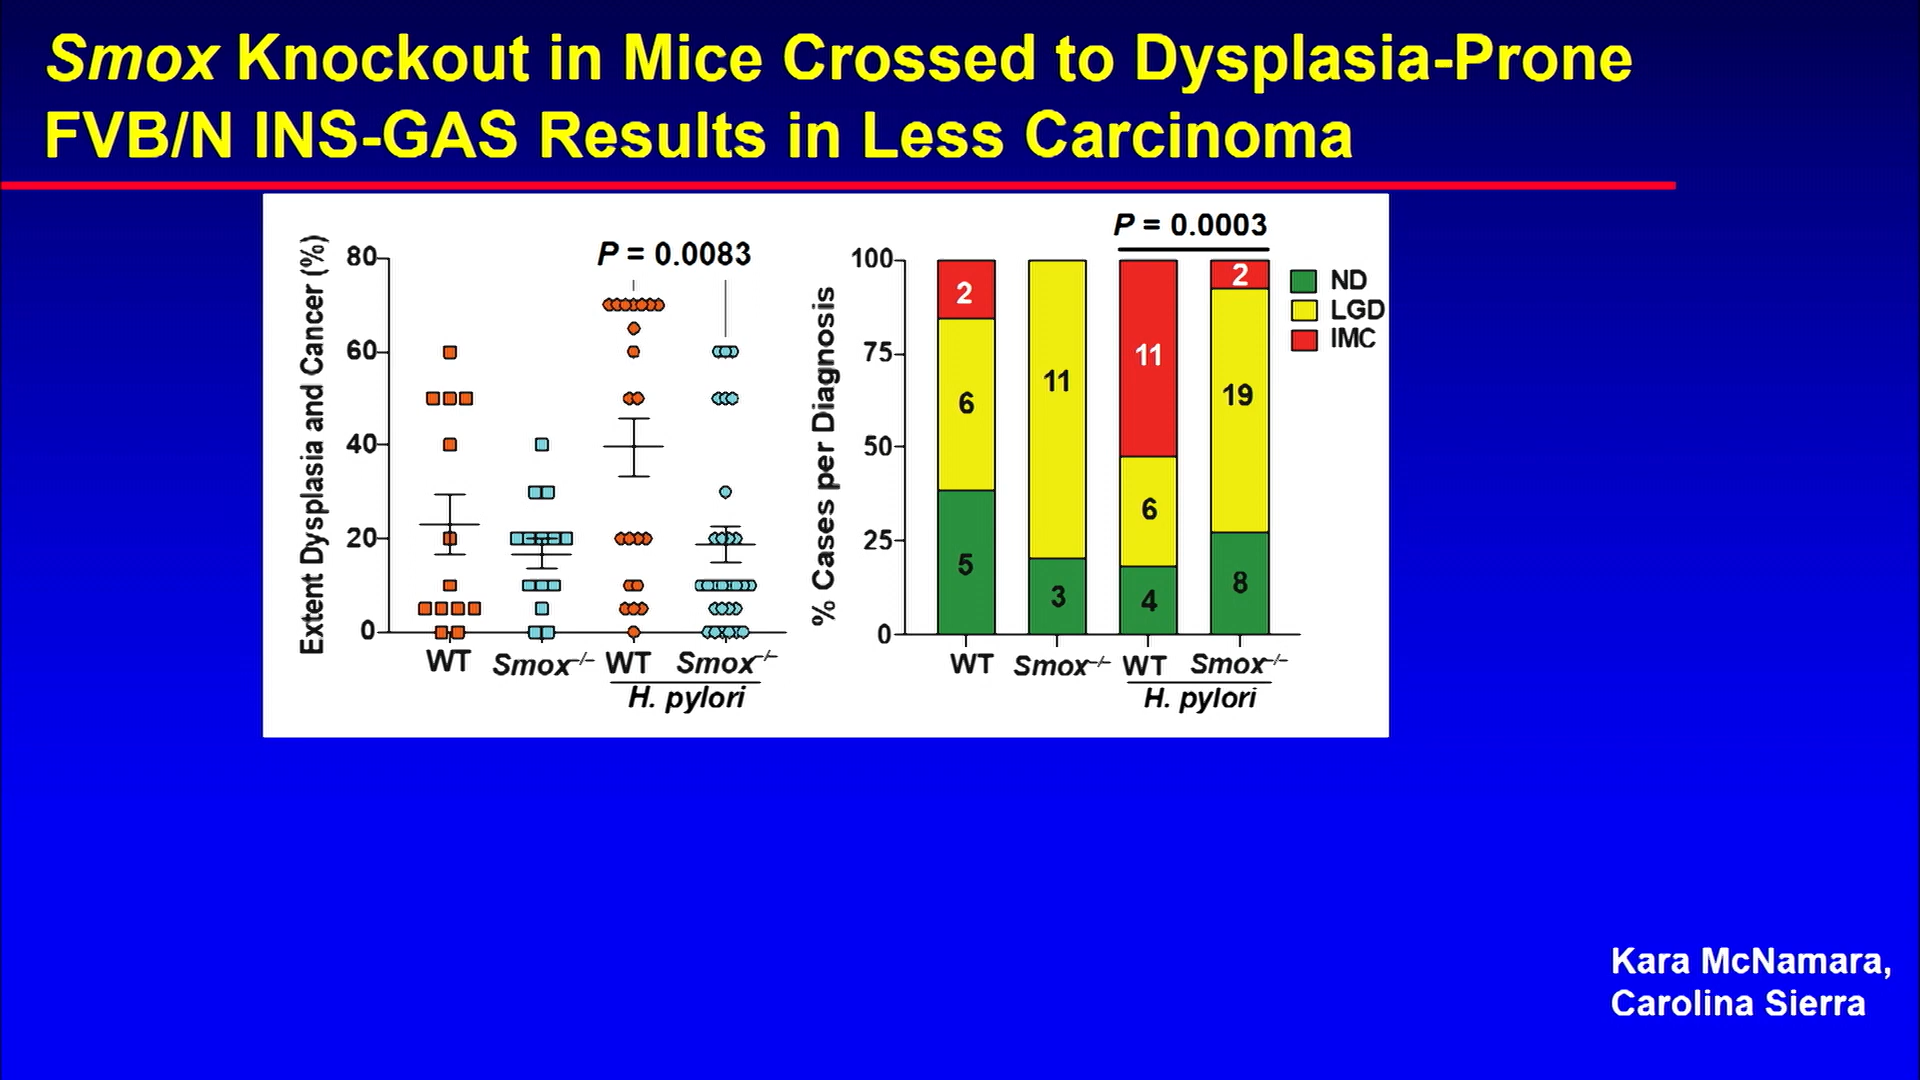 Smox Knockout in Mice Crossed to Dysplasia-Prone
FVB/N INS-GAS Results in Less Carcinoma
Extent Dysplasia and Cancer (%)
80
60
40
20
0
P = 0.0083
WT
Smox–/–
WT
Smox–/–
H. pylori
% Cases per Diagnosis
100
75
50
25
0
P = 0.0003
2
6
5
11
3
11
6
4
2
19
8
WT
Smox–/–
WT
Smox–/–
H. pylori
ND
LGD
IMC
Kara McNamara,
Carolina Sierra